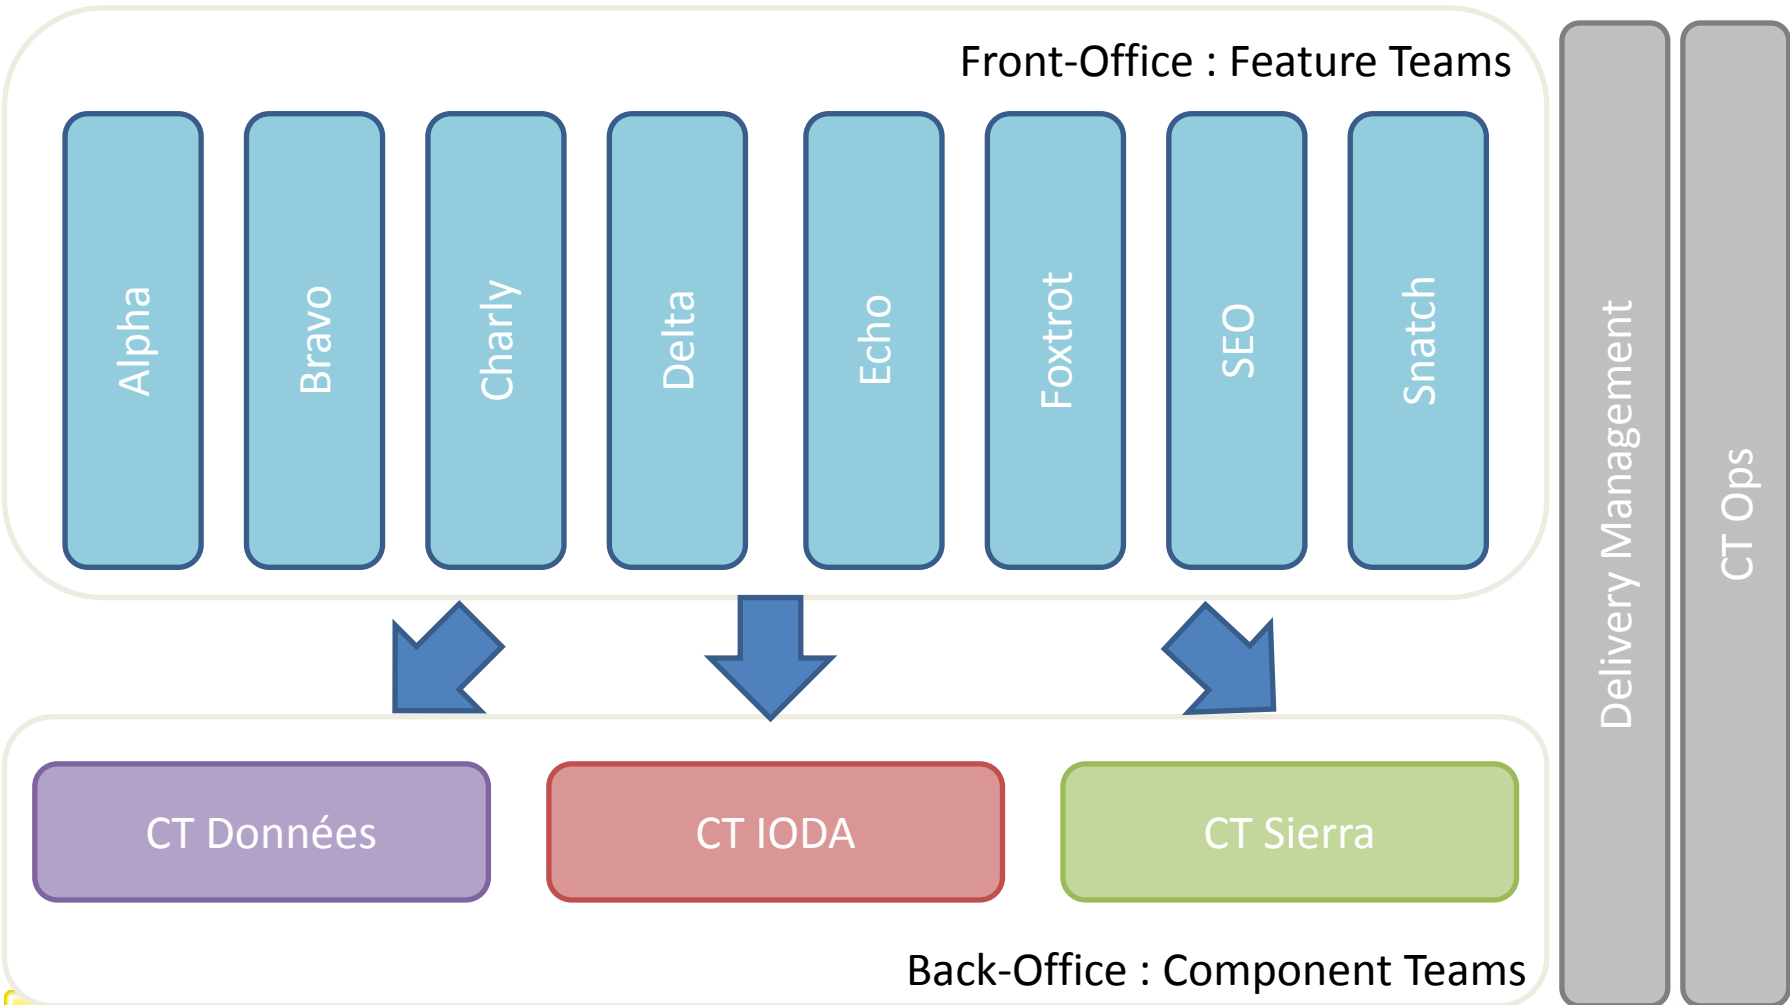 Front-Office : Feature Teams
Alpha
Bravo
Charly
Delta
Echo
Foxtrot
SEO
Snatch
CT Données
CT IODA
CT Sierra
Back-Office : Component Teams
Delivery Management
CT Ops